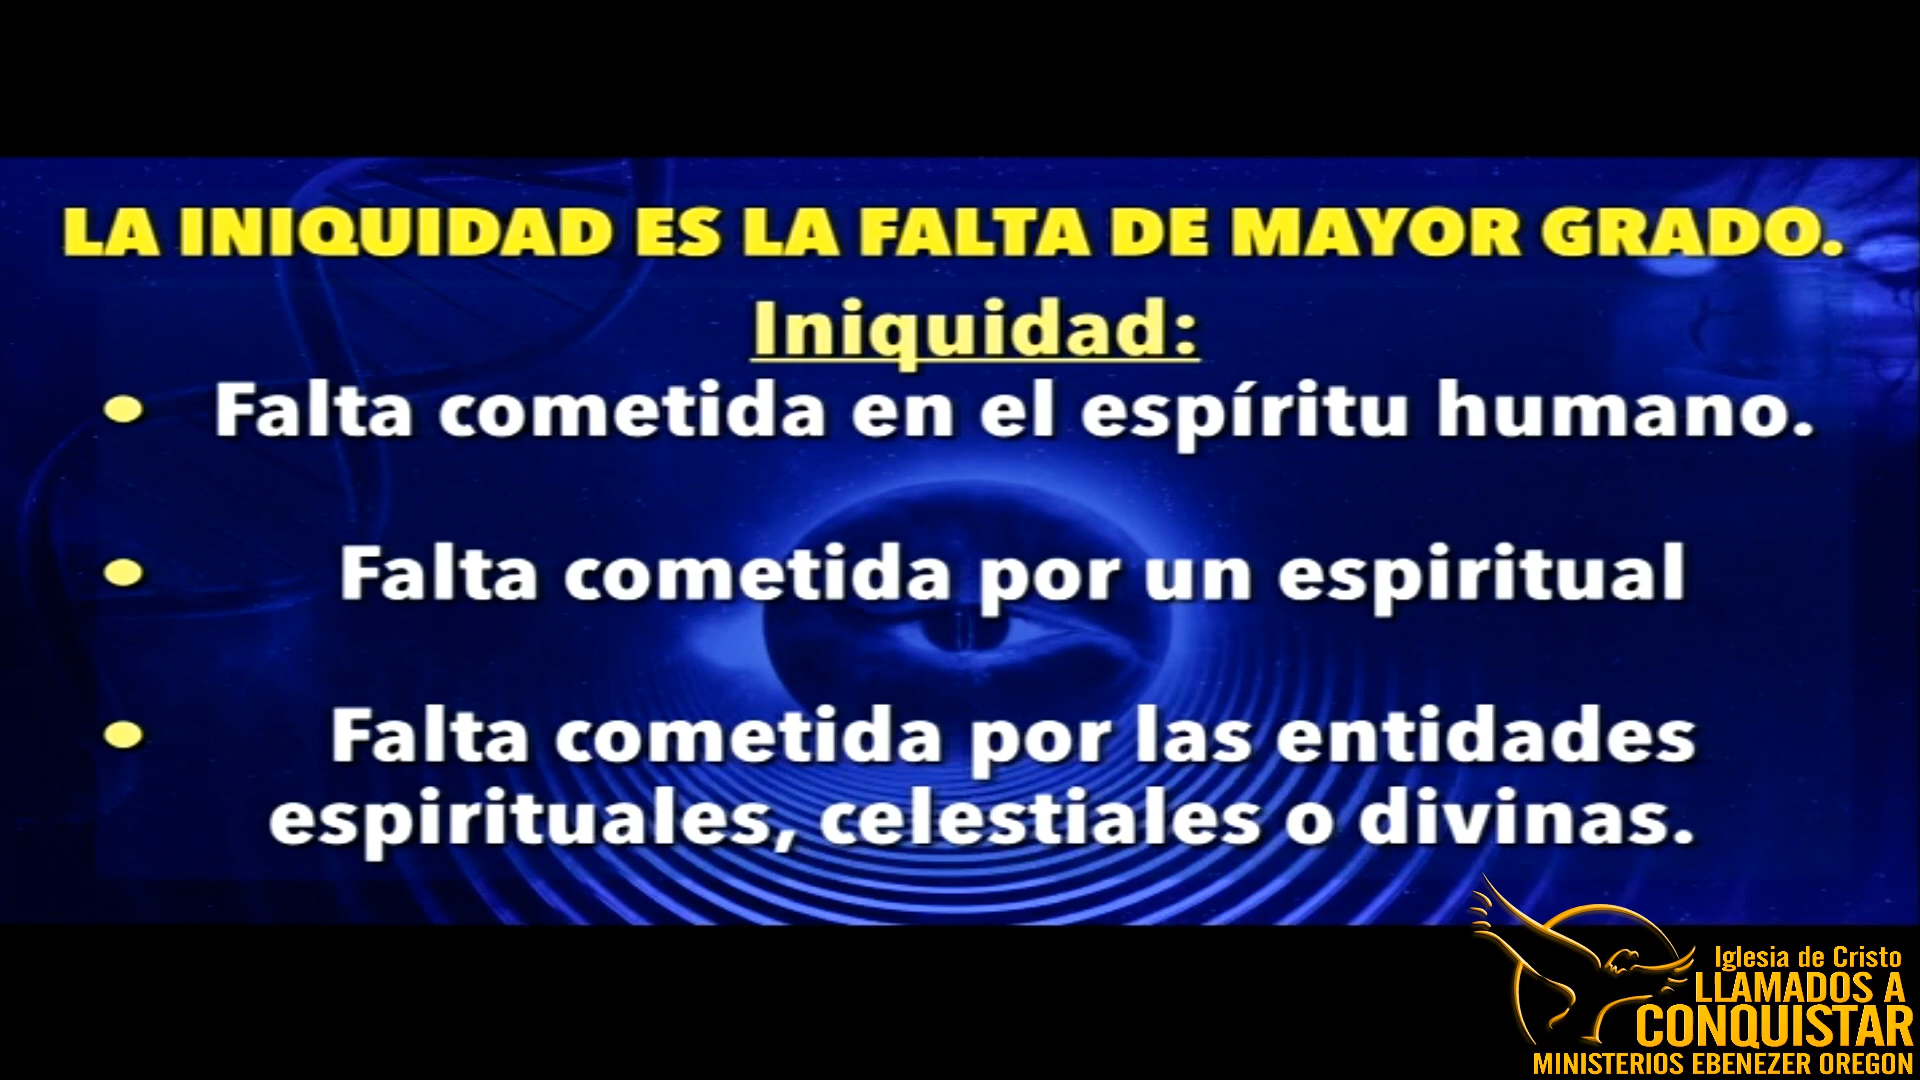 LA INIQUIDAD ES LA FALTA DE MAYOR GRADO.
Iniquidad:
• Falta cometida en el espíritu humano.
• Falta cometida por un espiritual
• Falta cometida por las entidades
espirituales, celestiales o divinas.
Iglesia de Cristo
LLAMADOS A
CONQUISTAR
MINISTERIOS EBENEZER OREGON